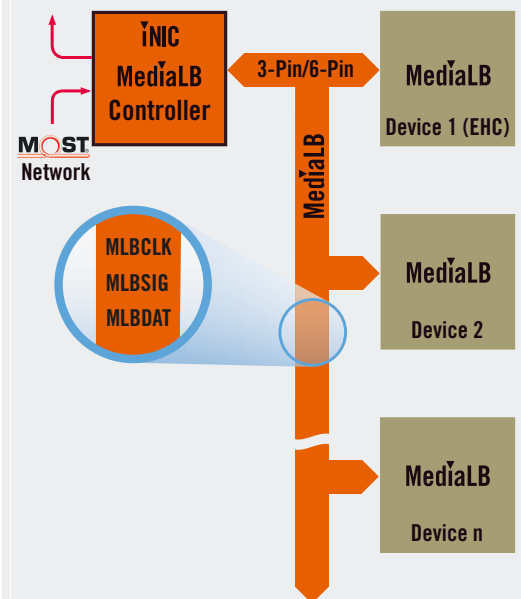 iNIC
MediaLB
Controller
3-Pin/6-Pin
MediaLB
Device 1 (EHC)
MOST
Network
MediaLB
MLBCLK
MLBSIG
MLBDAT
MediaLB
Device 2
MediaLB
Device n